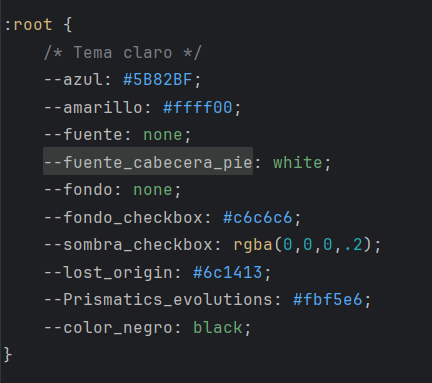 :root {
/* Tema claro */
--azul: #5B82BF;
--amarillo: #ffff00;
--fuente: none;
--fuente_cabecera_pie: white;
--fondo: none;
--fondo_checkbox: #c6c6c6;
--sombra_checkbox: rgba(0,0,0,.2);
--lost_origin: #6c1413;
--Prismatics_evolutions: #fbf5e6;
--color_negro: black;
}